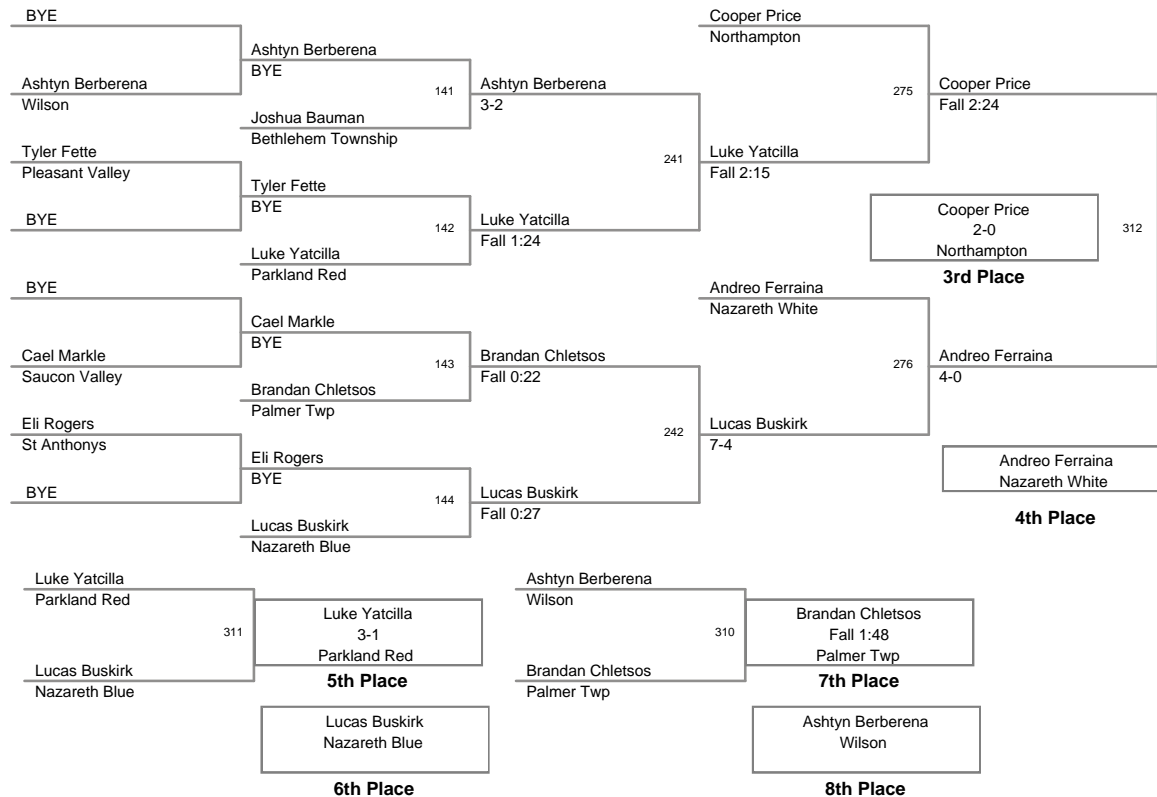 BYE
Ashtyn Berberena
Wilson
Tyler Fette
Pleasant Valley
BYE
BYE
Cael Markle
Saucon Valley
Eli Rogers
St Anthonys
BYE
Ashtyn Berberena
BYE
141
Joshua Bauman
Bethlehem Township
Tyler Fette
BYE
142
Luke Yatcilla
Parkland Red
Cael Markle
BYE
143
Brandan Chletsos
Palmer Twp
Eli Rogers
BYE
144
Lucas Buskirk
Nazareth Blue
Ashtyn Berberena
3-2
241
Luke Yatcilla
Fall 1:24
Brandan Chletsos
Fall 0:22
242
Lucas Buskirk
Fall 0:27
Cooper Price
Northampton
275
Luke Yatcilla
Fall 2:15
Andreo Ferraina
Nazareth White
276
Lucas Buskirk
7-4
Cooper Price
Fall 2:24
312
Andreo Ferraina
4-0
Cooper Price
2-0
Northampton
3rd Place
Andreo Ferraina
Nazareth White
4th Place
Luke Yatcilla
Parkland Red
311
Lucas Buskirk
Nazareth Blue
Luke Yatcilla
3-1
Parkland Red
5th Place
Lucas Buskirk
Nazareth Blue
6th Place
Ashtyn Berberena
Wilson
310
Brandan Chletsos
Palmer Twp
Brandan Chletsos
Fall 1:48
Palmer Twp
7th Place
Ashtyn Berberena
Wilson
8th Place